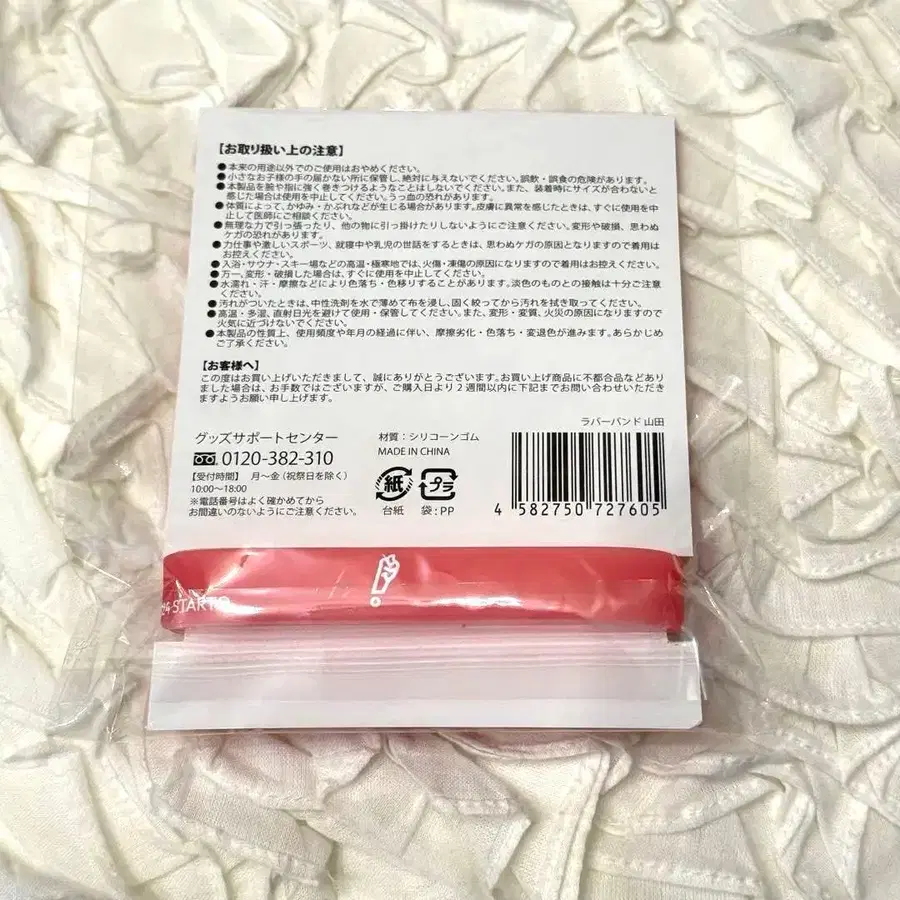 【お取り扱い上の注意】
●本来の用途以外でのご使用はおやめください。
●小さなお子様の手の届かない所に保管し、絶対に与えないでください。誤飲・誤食の危険があります。
●本製品を腕や指に強く巻きつけるようなことはしないでください。また、装着時にサイズが合わないと
感じた場合は使用を中止してください。うっ血の恐れがあります。
●体質によって、かゆみ・かぶれなどが生じる場合があります。皮膚に異常を感じたときは、すぐに使用を中
止して医師にご相談ください。
●無理な力で引っ張ったり、他の物に引っ掛けたりしないようにご注意ください。変形や破損、思わぬ
ケガの恐れがあります。
●力仕事や激しいスポーツ、就寝中や乳児の世話をするときは、思わぬケガの原因となりますので着用は
お控えください。
●入浴・サウナ・スキー場などの高温・極寒地では、火傷・凍傷の原因になりますので着用はお控えください。
●万一、変形・破損した場合は、すぐに使用を中止してください。
●水濡れ・汗・摩擦などにより色落ち・色移りすることがあります。淡色のものとの接触は十分ご注意
ください。
●汚れがついたときは、中性洗剤を水で薄めて布を浸し、固く絞ってから汚れを拭き取ってください。
●高温・多湿、直射日光を避けて使用・保管してください。また、変形・変質、火災の原因になりますので
火気に近づけないでください。
●本製品の性質上、使用頻度や年月の経過に伴い、摩擦劣化・色落ち・変退色が進みます。あらかじめ
ご了承ください。
【お客様へ】
この度はお買い上げいただきまして、誠にありがとうございます。お買い上げ商品に不都合品などあり
ました場合は、お手数ではございますが、ご購入日より2週間以内に下記までお問い合わせいただき
ますようお願い申し上げます。
ラバーバンド 山田
グッズサポートセンター
0120-382-310
【受付時間】 月～金(祝祭日を除く)
10:00～18:00
※電話番号はよく確かめてから
お間違いのないようにご注意ください。
材質：シリコーンゴム
MADE IN CHINA
紙
台紙
プラ
袋：PP
4 582750 727605
START